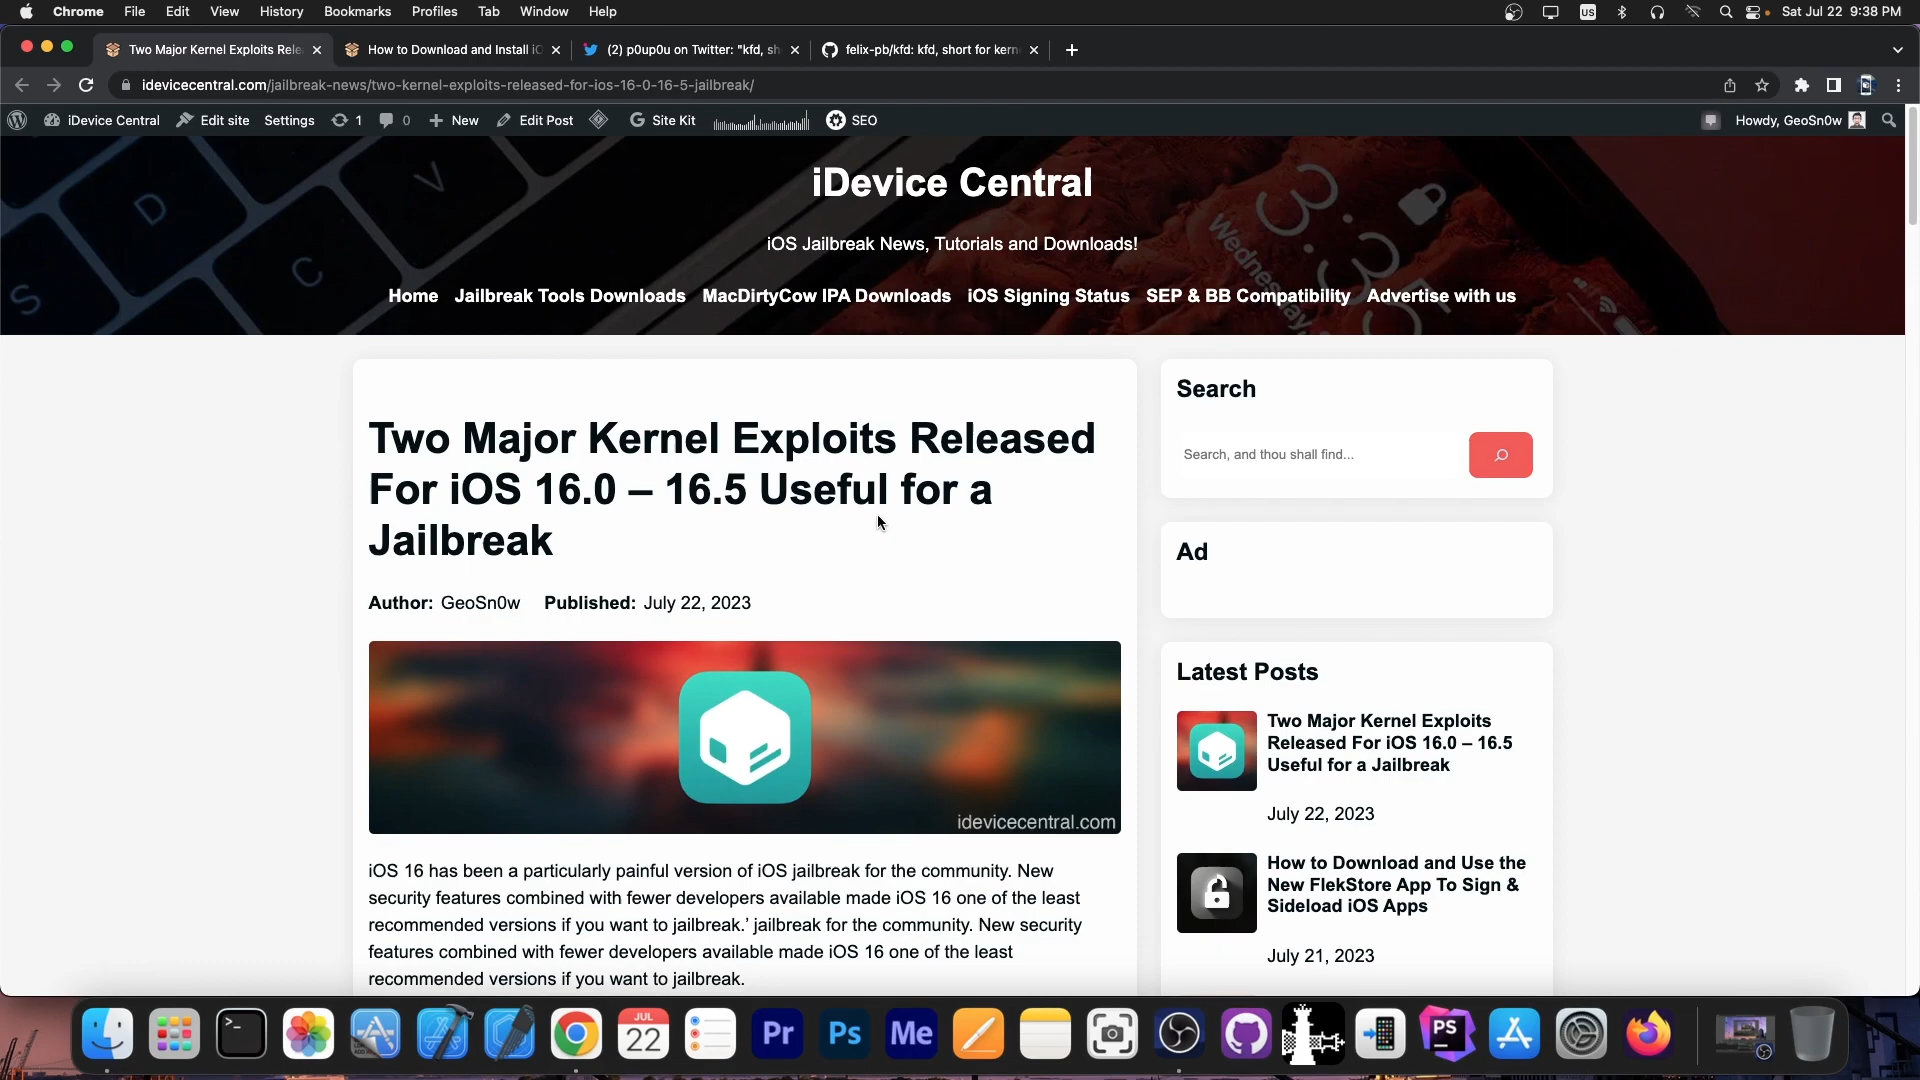 Chrome File Edit View History Bookmarks Profiles Tab Window Help US Sat Jul 22 9:38 PM
Two Major Kernel Exploits Rele
How to Download and Install iO
(2) p0up0u on Twitter: "kfd, sh
felix-pb/kfd: kfd, short for kern
idevicecentral.com/jailbreak-news/two-kernel-exploits-released-for-ios-16-0-16-5-jailbreak/
iDevice Central Edit site Settings 1 0 New Edit Post Site Kit SEO Howdy, GeoSn0w
iDevice Central
iOS Jailbreak News, Tutorials and Downloads!
Home Jailbreak Tools Downloads MacDirtyCow IPA Downloads iOS Signing Status SEP & BB Compatibility Advertise with us
S D C V
3:35
Wednesday,
Two Major Kernel Exploits Released
For iOS 16.0 – 16.5 Useful for a
Jailbreak
Author: GeoSn0w Published: July 22, 2023
idevicecentral.com
iOS 16 has been a particularly painful version of iOS jailbreak for the community. New
security features combined with fewer developers available made iOS 16 one of the least
recommended versions if you want to jailbreak.’ jailbreak for the community. New security
features combined with fewer developers available made iOS 16 one of the least
recommended versions if you want to jailbreak.
Search
Search, and thou shall find...
Ad
Latest Posts
Two Major Kernel Exploits
Released For iOS 16.0 – 16.5
Useful for a Jailbreak
July 22, 2023
How to Download and Use the
New FlekStore App To Sign &
Sideload iOS Apps
July 21, 2023
JUL
22
Pr
Ps
Me
PS